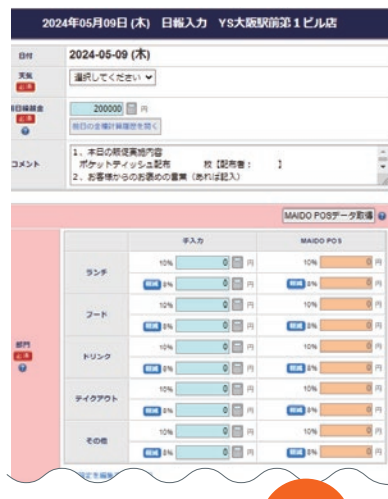 2024年05月09日(木) 日報入力 YS大阪駅前第1ビル店
日付
2024-05-09 (木)
天気
必須
選択してください
前日繰越金
必須
200000 円
前日の金種計算履歴を開く
コメント
1、本日の販促実施内容
ポケットティッシュ配布 枚【配布者: 】
2、お客様からのお褒めの言葉(あれば記入)
MAIDO POSデータ取得
手入力 MAIDO POS
部門
必須
ランチ
10% 0 円 10% 0 円
軽減 8% 0 円 軽減 8% 0 円
フード
10% 0 円 10% 0 円
軽減 8% 0 円 軽減 8% 0 円
ドリンク
10% 0 円 10% 0 円
軽減 8% 0 円 軽減 8% 0 円
テイクアウト
10% 0 円 10% 0 円
軽減 8% 0 円 軽減 8% 0 円
その他
10% 0 円 10% 0 円
軽減 8% 0 円 軽減 8% 0 円